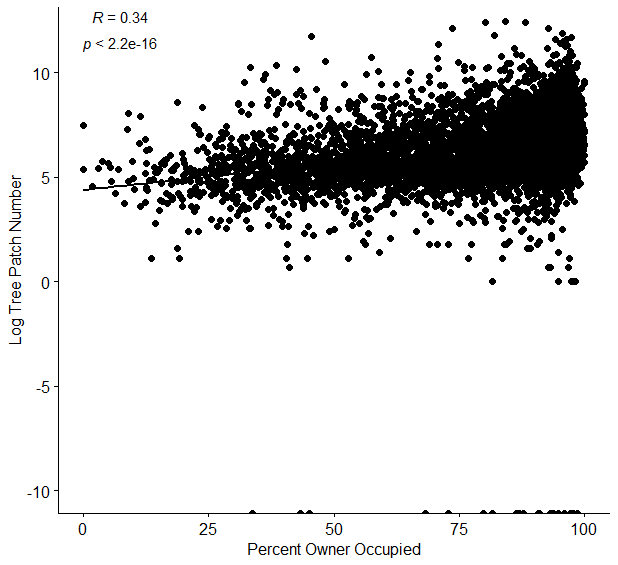 R = 0.34
p < 2.2e-16
10
5
0
-5
-10
Log Tree Patch Number
0 25 50 75 100
Percent Owner Occupied